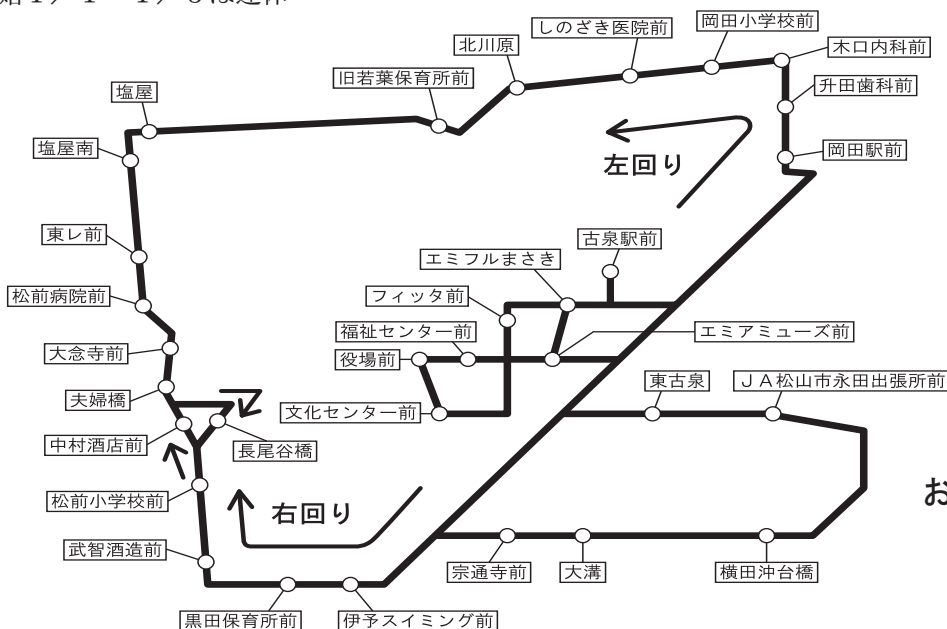 岡田小学校前
しのざき医院前
北川原
木口内科前
旧若葉保育所前
升田歯科前
塩屋
塩屋南
岡田駅前
左回り
東レ前
古泉駅前
エミフルまさき
松前病院前
フィッタ前
福祉センター前
エミアミューズ前
大念寺前
役場前
東古泉
JA松山市永田出張所前
夫婦橋
文化センター前
中村酒店前
長尾谷橋
松前小学校前
右回り
お
武智酒造前
宗通寺前
大溝
横田沖台橋
黒田保育所前
伊予スイミング前